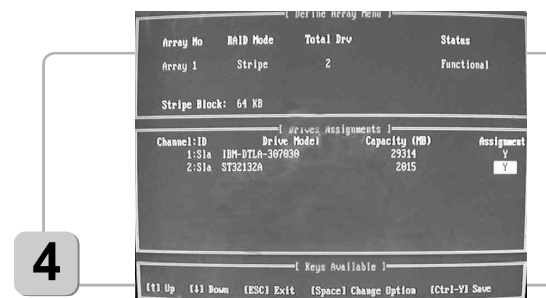 [ Define Array Menu ]
Array No RAID Mode Total Drv Status
Array 1 Stripe 2 Functional
Stripe Block: 64 KB
[ Drives Assignments ]
Channel:ID Drive Model Capacity (MB) Assignment
1:Sla IBM-DTLA-307030 29314 Y
2:Sla ST32132A 2015 Y
[ Keys Available ]
[↑] Up [↓] Down [ESC] Exit [Space] Change Option [Ctrl-Y] Save
4